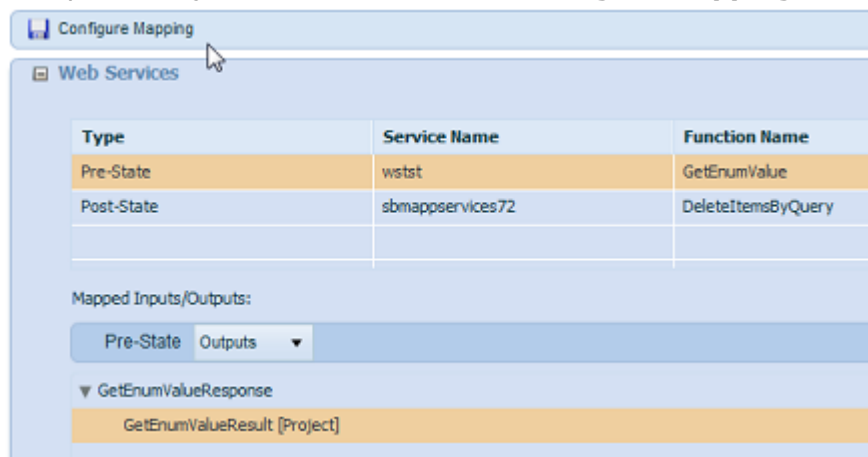 Configure Mapping
Web Services
Type Service Name Function Name
Pre-State wstst GetEnumValue
Post-State sbmappservices72 DeleteItemsByQuery
Mapped Inputs/Outputs:
Pre-State Outputs
GetEnumValueResponse
GetEnumValueResult [Project]